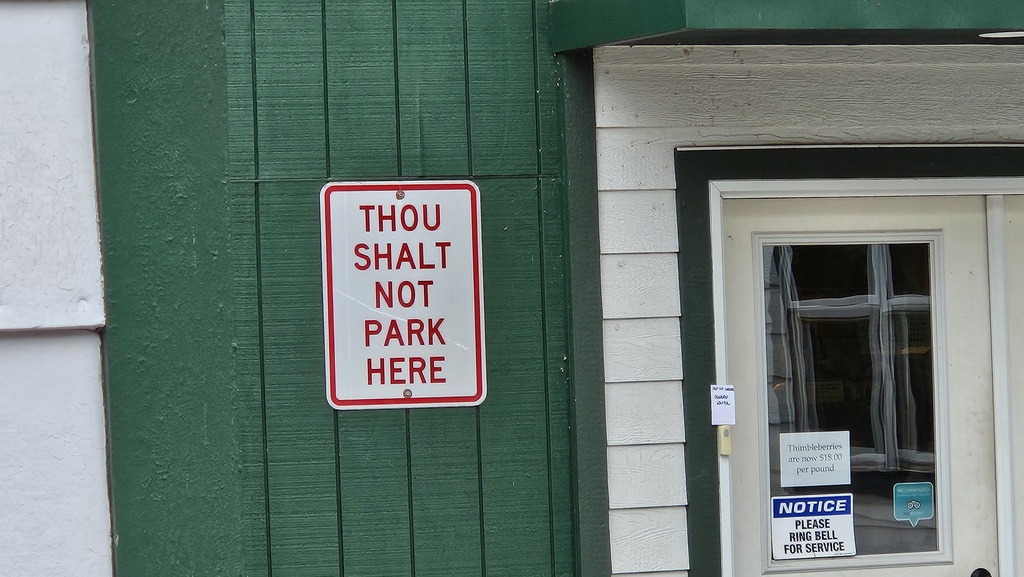 THOU
SHALT
NOT
PARK
HERE
Thimbleberries
are now $18.00
per pound
NOTICE
PLEASE
RING BELL
FOR SERVICE